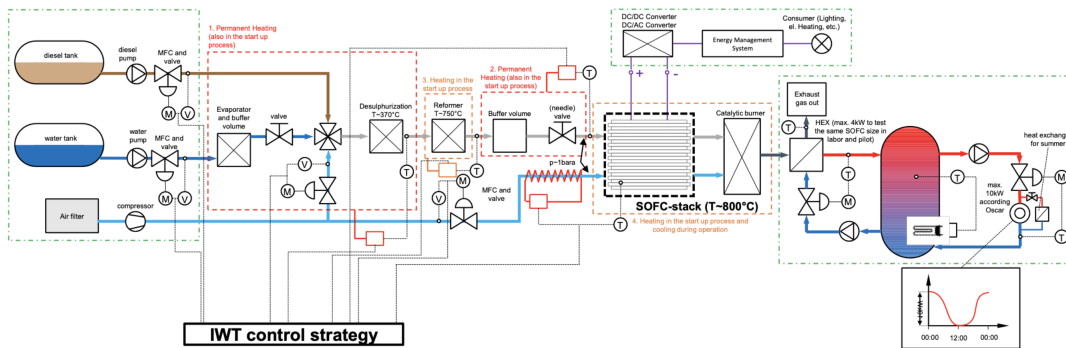 1. Permanent Heating
(also in the start up
process)
DC/DC Converter
DC/AC Converter
Consumer (Lighting,
el. Heating, etc.)
Energy Management
System
diesel tank
diesel
pump
MFC and
valve
M
V
water tank
water
pump
MFC and
valve
M
V
Air filter
compressor
Evaporator
and buffer
volume
valve
V
M
Desulphurization
T~370°C
T
3. Heating in the
start up process
Reformer
T~750°C
T
V
M
MFC and
valve
2. Permanent
Heating (also in the
start up process)
T
T
Buffer volume
(needle)
valve
p~1bara
T
+
-
SOFC-stack (T~800°C)
4. Heating in the start up process and
cooling during operation
Catalytic burner
Exhaust
gas out
T
HEX (max. 4kW to test
the same SOFC size in
labor and pilot)
T
M
T
heat exchange
for summer
M
max.
10kW
according
Oscar
T
00:00
12:00
00:00
IWT control strategy